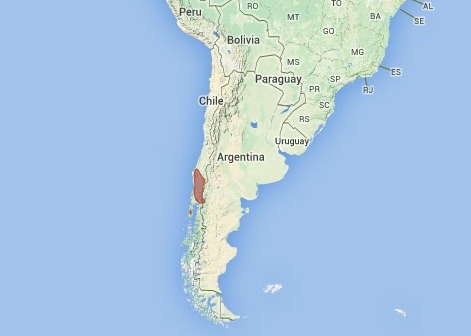 Peru
RO
TO
AL
SE
BA
MT
GO
Bolivia
MG
MS
ES
Paraguay
SP
PR
RJ
Chile
SC
RS
Uruguay
Argentina